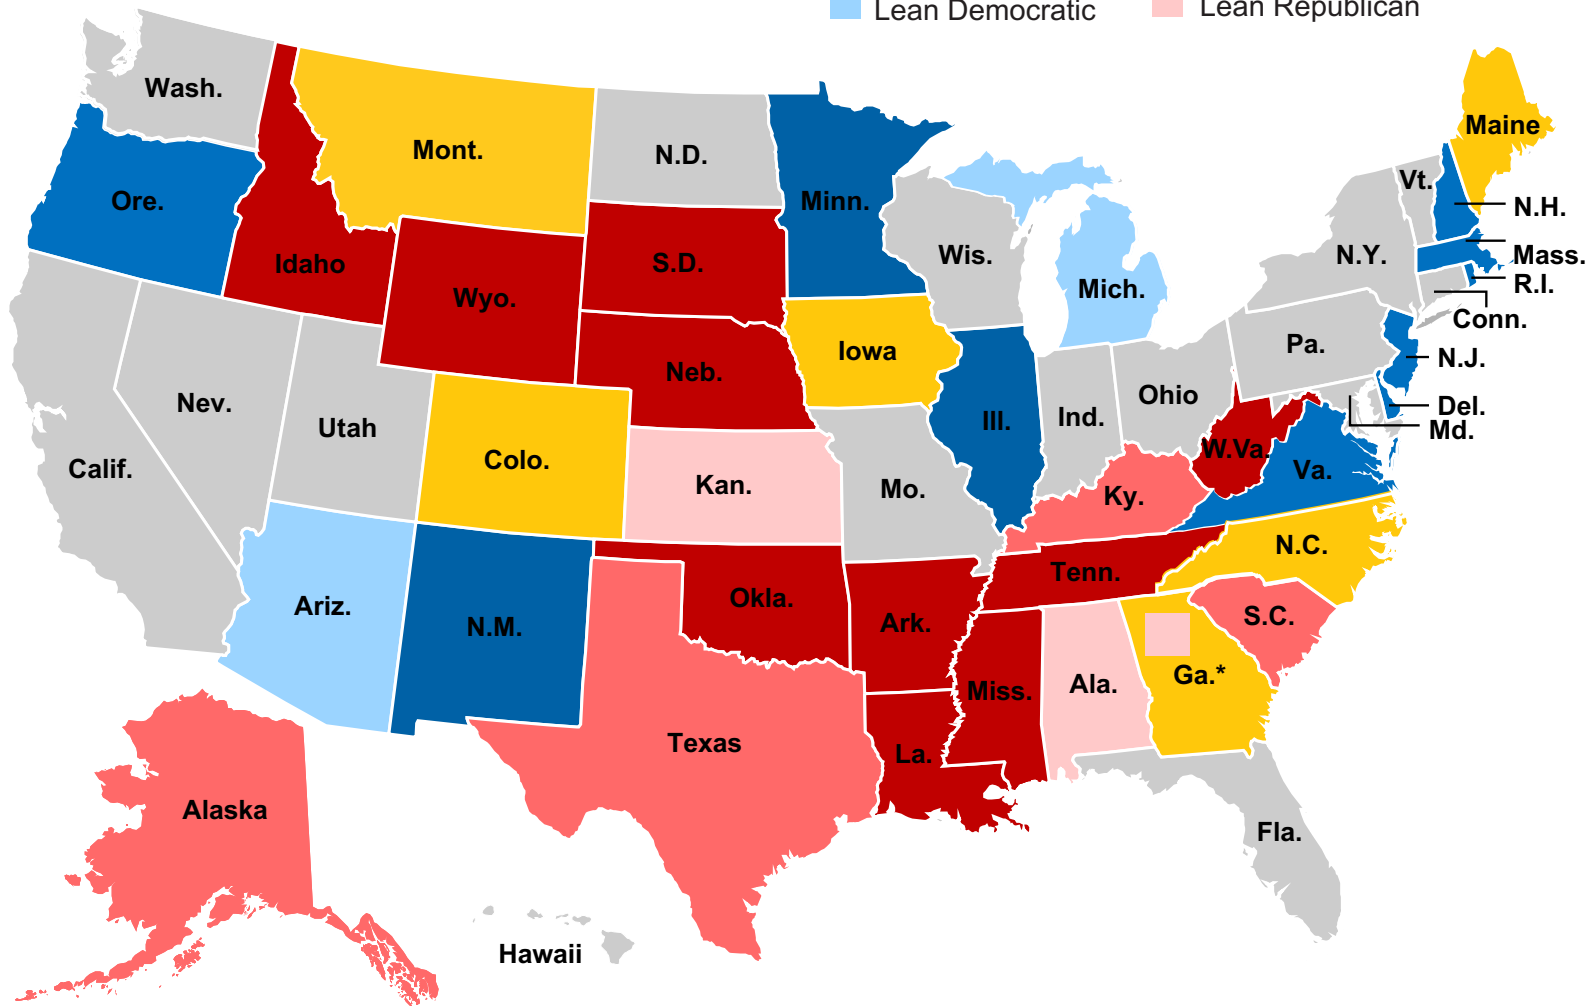 Lean Democratic
Lean Republican
Wash.
Mont.
N.D.
Minn.
Maine
Vt.
N.H.
Ore.
Idaho
Wyo.
S.D.
Wis.
Mich.
N.Y.
Mass.
R.I.
Conn.
Neb.
Iowa
Pa.
N.J.
Nev.
Utah
Colo.
Ill.
Ind.
Ohio
Del.
Md.
Calif.
Kan.
Mo.
Ky.
W.Va.
Va.
Ariz.
N.M.
Okla.
Ark.
Tenn.
N.C.
S.C.
Texas
Miss.
Ala.
Ga.*
La.
Alaska
Hawaii
Fla.